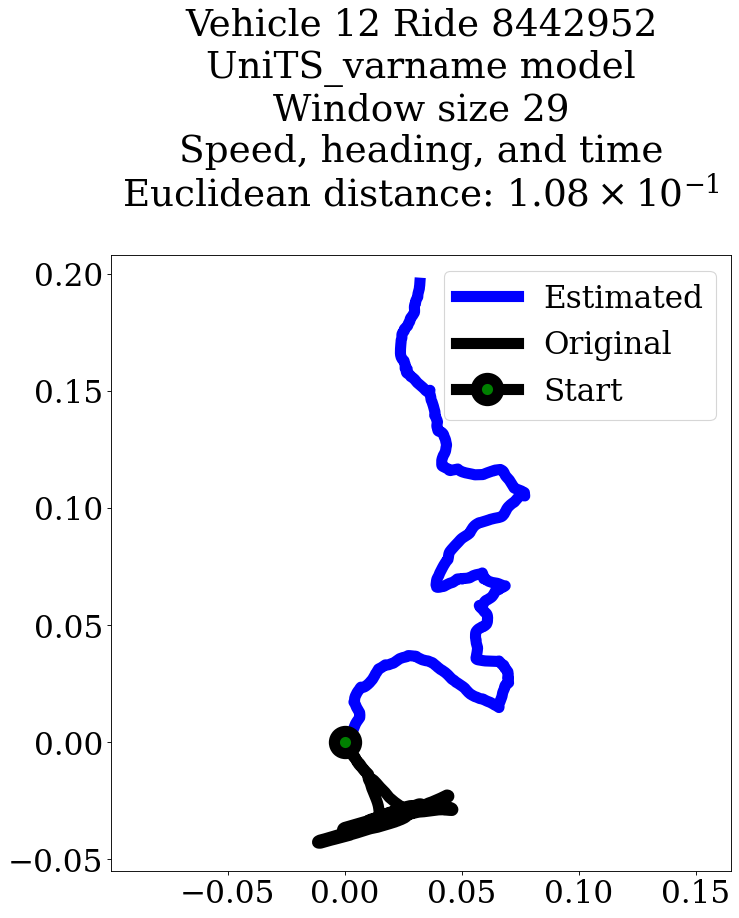 Vehicle 12 Ride 8442952
UniTS_varname model
Window size 29
Speed, heading, and time
Euclidean distance: 1.08 × 10⁻¹
0.20
0.15
0.10
0.05
0.00
−0.05
Estimated
Original
Start
−0.05 0.00 0.05 0.10 0.15